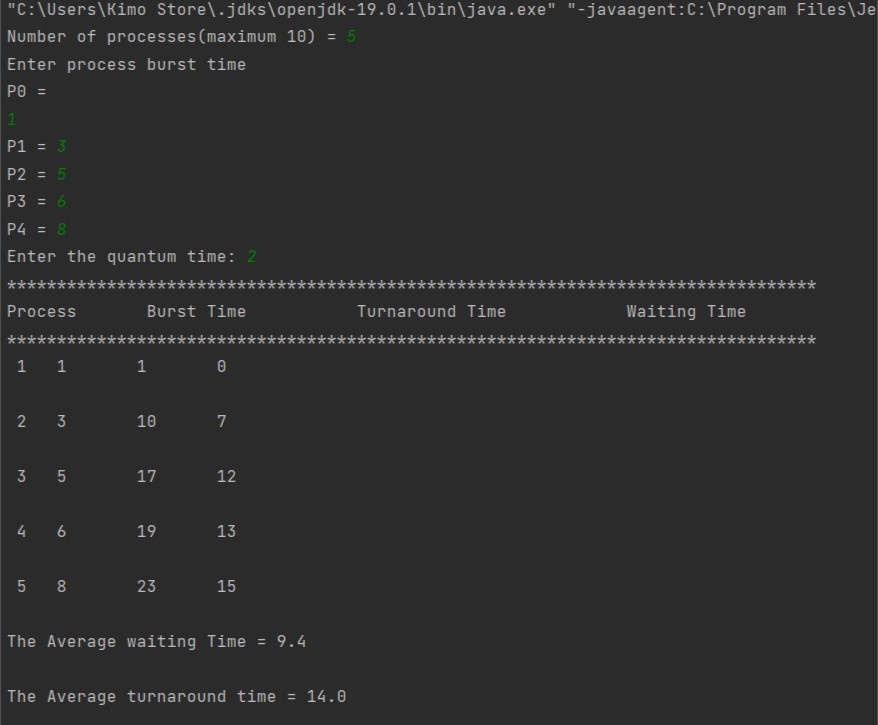 "C:\Users\Kimo Store\.jdks\openjdk-19.0.1\bin\java.exe" "-javaagent:C:\Program Files\Je
Number of processes(maximum 10) = 5
Enter process burst time
P0 =
1
P1 = 3
P2 = 5
P3 = 6
P4 = 8
Enter the quantum time: 2
*********************************************************************************
Process       Burst Time           Turnaround Time            Waiting Time
*********************************************************************************
 1   1       1       0
 2   3       10      7
 3   5       17      12
 4   6       19      13
 5   8       23      15
The Average waiting Time = 9.4
The Average turnaround time = 14.0